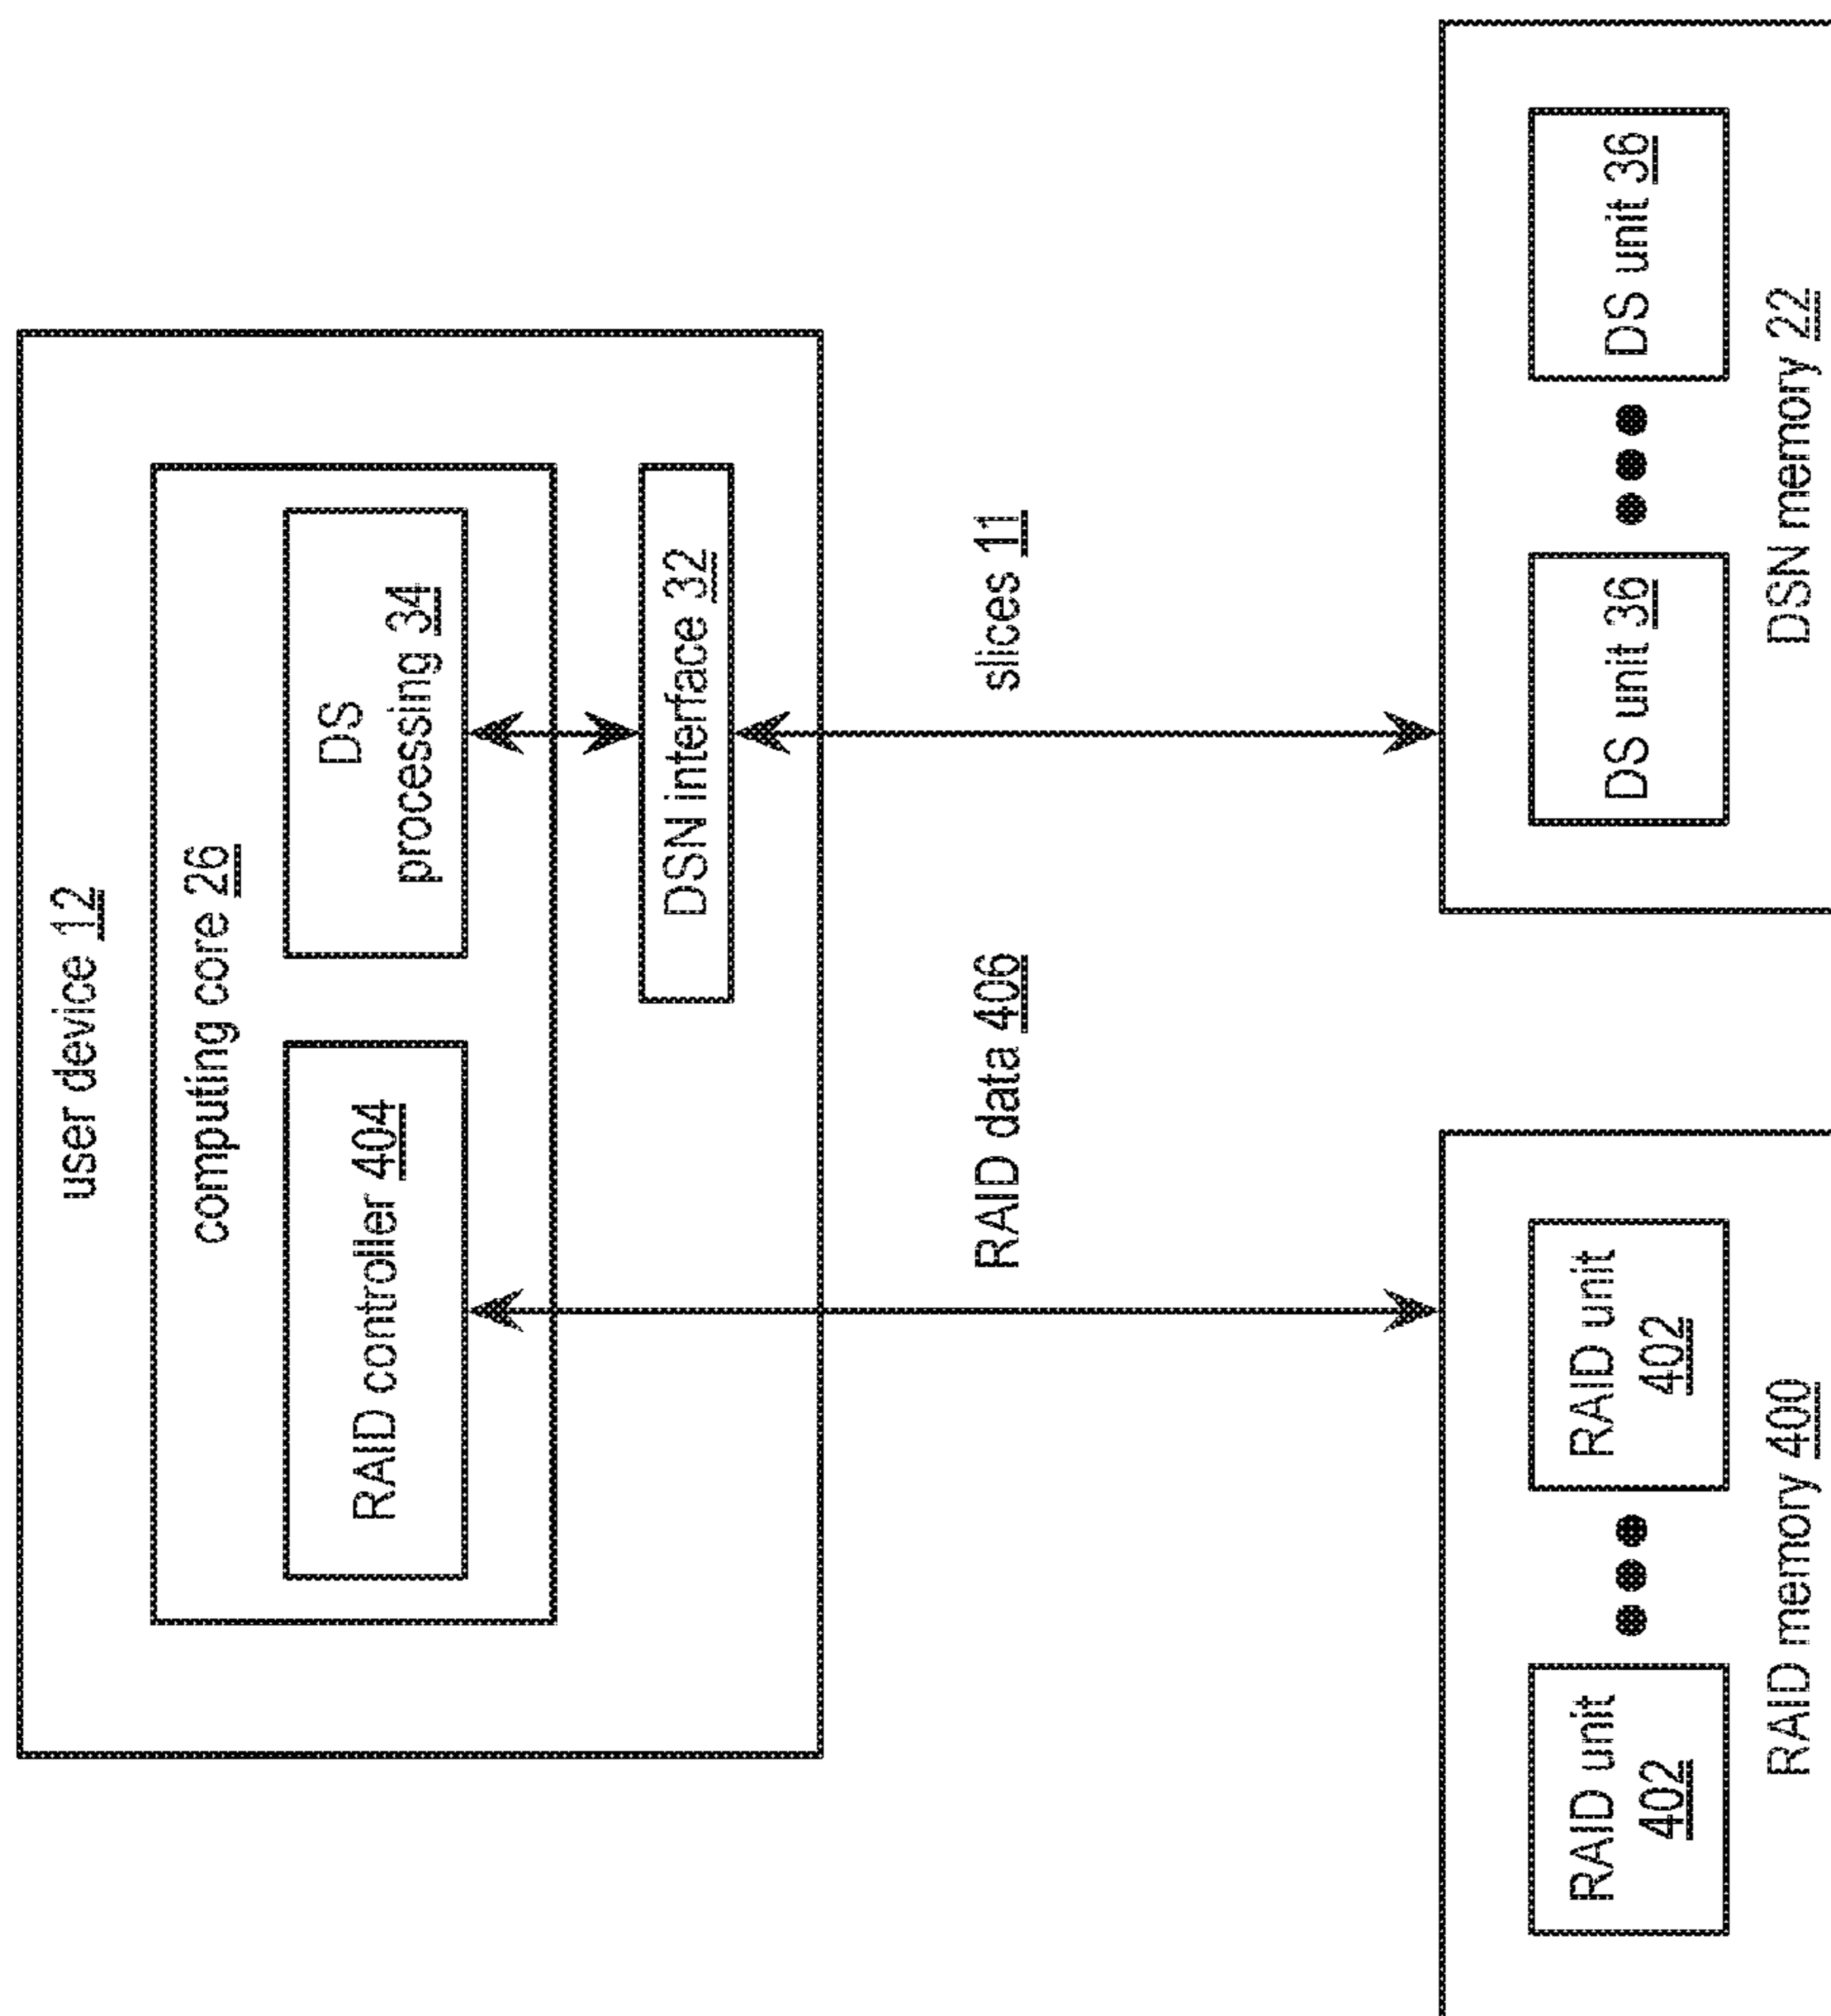 user device 12
computing core 26
RAID controller 404
DS
processing 34
DSN interface 32
RAID data 406
slices 11
RAID unit
402
RAID unit
402
RAID memory 400
DS unit 36
DS unit 36
DSN memory 22